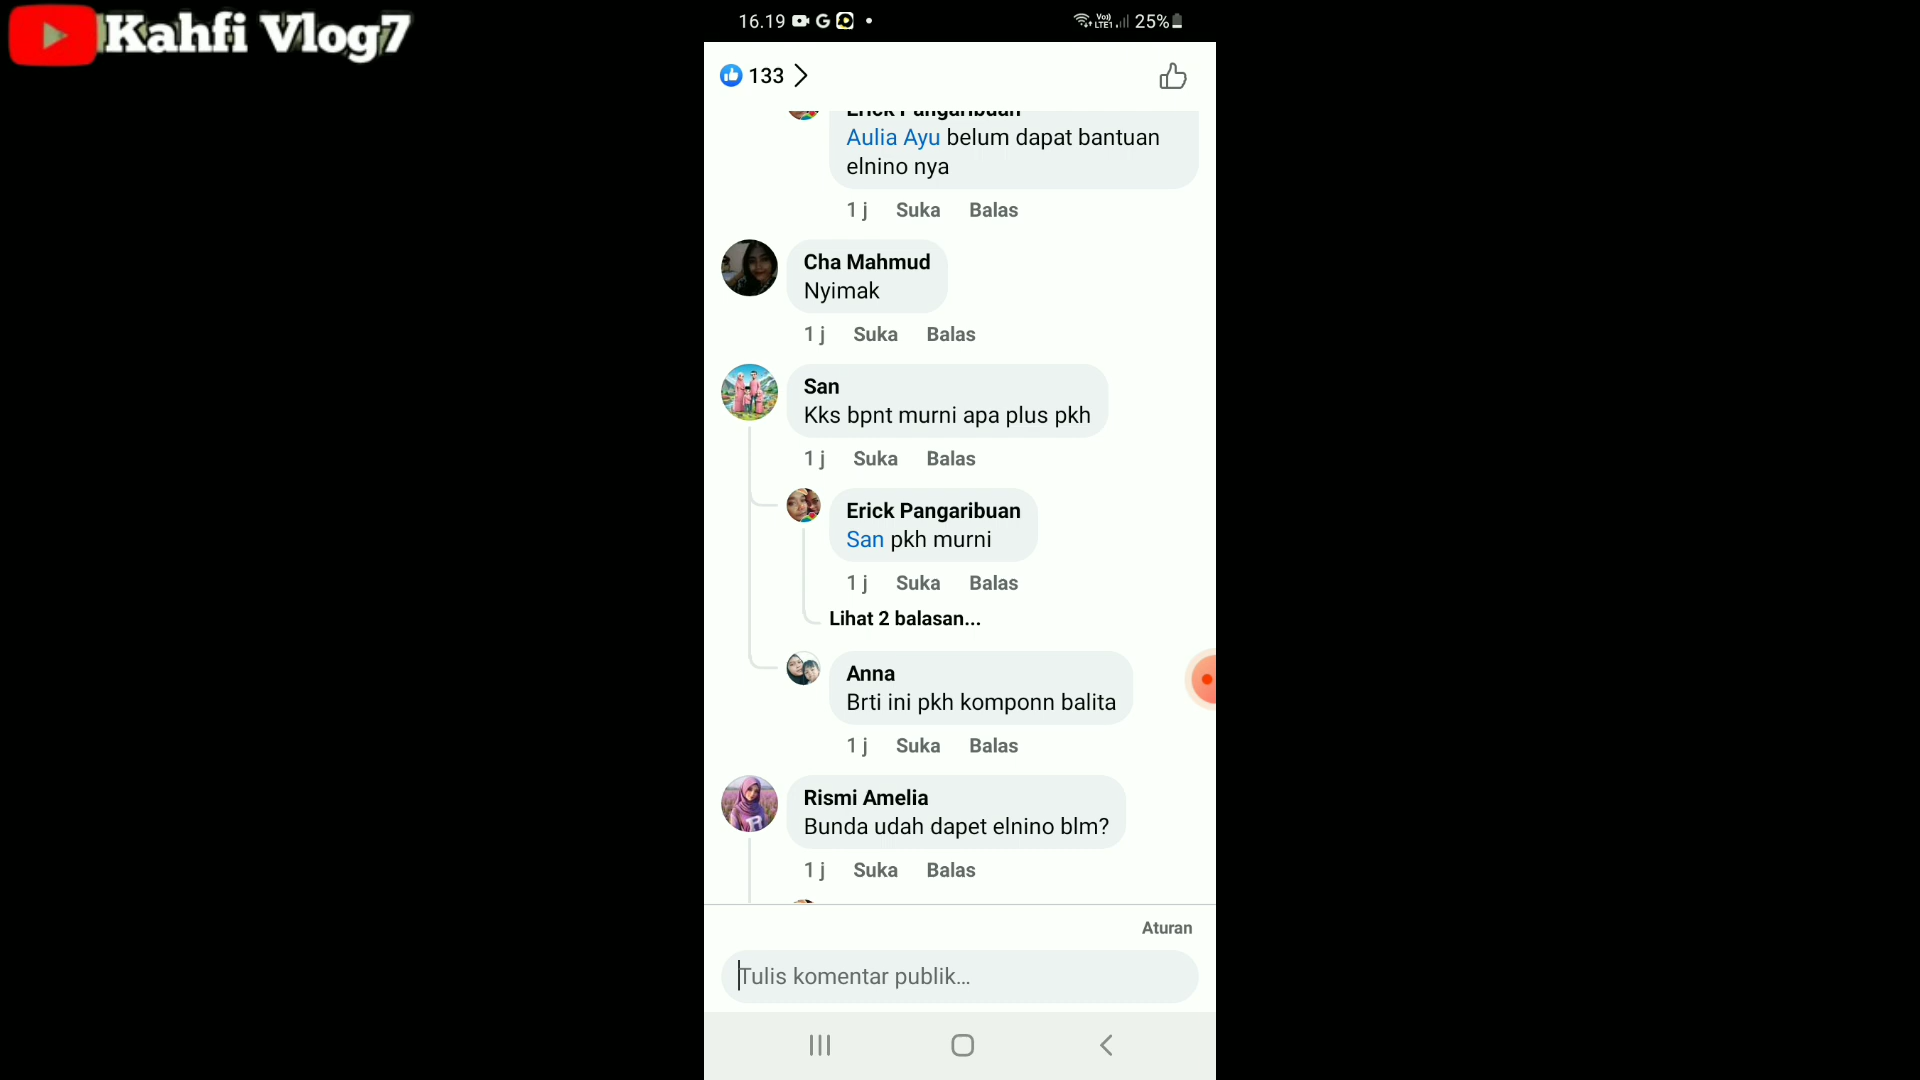 Kahfi Vlog7
16.19 G 25%
133
Erick Pangaribuan
Aulia Ayu belum dapat bantuan
elnino nya
1 j Suka Balas
Cha Mahmud
Nyimak
1 j Suka Balas
San
Kks bpnt murni apa plus pkh
1 j Suka Balas
Erick Pangaribuan
San pkh murni
1 j Suka Balas
Lihat 2 balasan...
Anna
Brti ini pkh komponn balita
1 j Suka Balas
Rismi Amelia
Bunda udah dapet elnino blm?
1 j Suka Balas
Aturan
Tulis komentar publik...